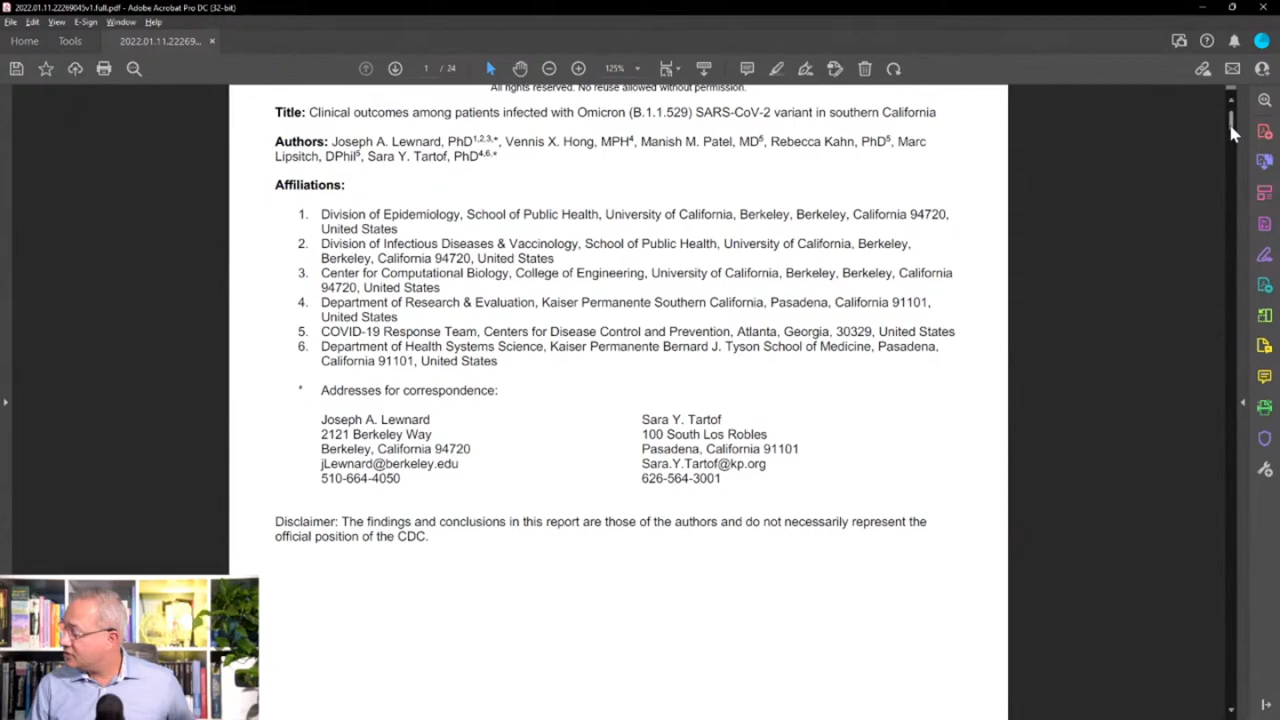 2022.01.11.22269045v1.full.pdf - Adobe Acrobat Pro DC (32-bit)
File Edit View E-Sign Window Help
Home Tools 2022.01.11.22269... ×
1 / 24 125%
All rights reserved. No reuse allowed without permission.
Title: Clinical outcomes among patients infected with Omicron (B.1.1.529) SARS-CoV-2 variant in southern California
Authors: Joseph A. Lewnard, PhD1,2,3,*, Vennis X. Hong, MPH4, Manish M. Patel, MD5, Rebecca Kahn, PhD5, Marc
Lipsitch, DPhil5, Sara Y. Tartof, PhD4,6,*
Affiliations:
1. Division of Epidemiology, School of Public Health, University of California, Berkeley, Berkeley, California 94720,
United States
2. Division of Infectious Diseases & Vaccinology, School of Public Health, University of California, Berkeley,
Berkeley, California 94720, United States
3. Center for Computational Biology, College of Engineering, University of California, Berkeley, Berkeley, California
94720, United States
4. Department of Research & Evaluation, Kaiser Permanente Southern California, Pasadena, California 91101,
United States
5. COVID-19 Response Team, Centers for Disease Control and Prevention, Atlanta, Georgia, 30329, United States
6. Department of Health Systems Science, Kaiser Permanente Bernard J. Tyson School of Medicine, Pasadena,
California 91101, United States
* Addresses for correspondence:
Joseph A. Lewnard
2121 Berkeley Way
Berkeley, California 94720
jLewnard@berkeley.edu
510-664-4050
Sara Y. Tartof
100 South Los Robles
Pasadena, California 91101
Sara.Y.Tartof@kp.org
626-564-3001
Disclaimer: The findings and conclusions in this report are those of the authors and do not necessarily represent the
official position of the CDC.